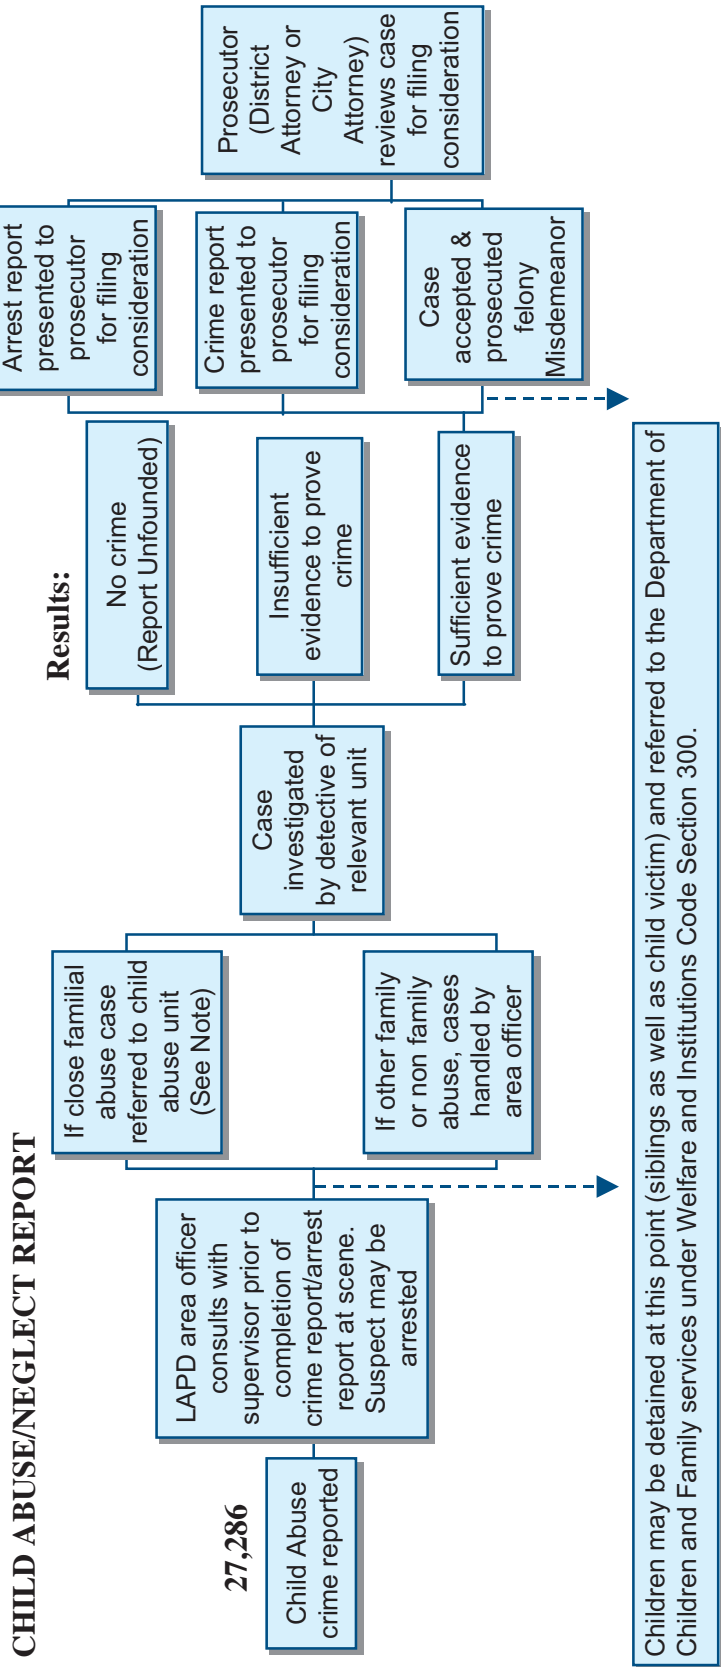 CHILD ABUSE/NEGLECT REPORT
27,286
Child Abuse
crime reported
LAPD area officer
consults with
supervisor prior to
completion of
crime report/arrest
report at scene.
Suspect may be
arrested
If close familial
abuse case
referred to child
abuse unit
(See Note)
If other family
or non family
abuse, cases
handled by
area officer
Case
investigated
by detective of
relevant unit
Results:
No crime
(Report Unfounded)
Insufficient
evidence to prove
crime
Sufficient evidence
to prove crime
Arrest report
presented to
prosecutor
for filing
consideration
Crime report
presented to
prosecutor
for filing
consideration
Case
accepted &
prosecuted
felony
Misdemeanor
Prosecutor
(District
Attorney or
City
Attorney)
reviews case
for filing
consideration
Children may be detained at this point (siblings as well as child victim) and referred to the Department of
Children and Family services under Welfare and Institutions Code Section 300.